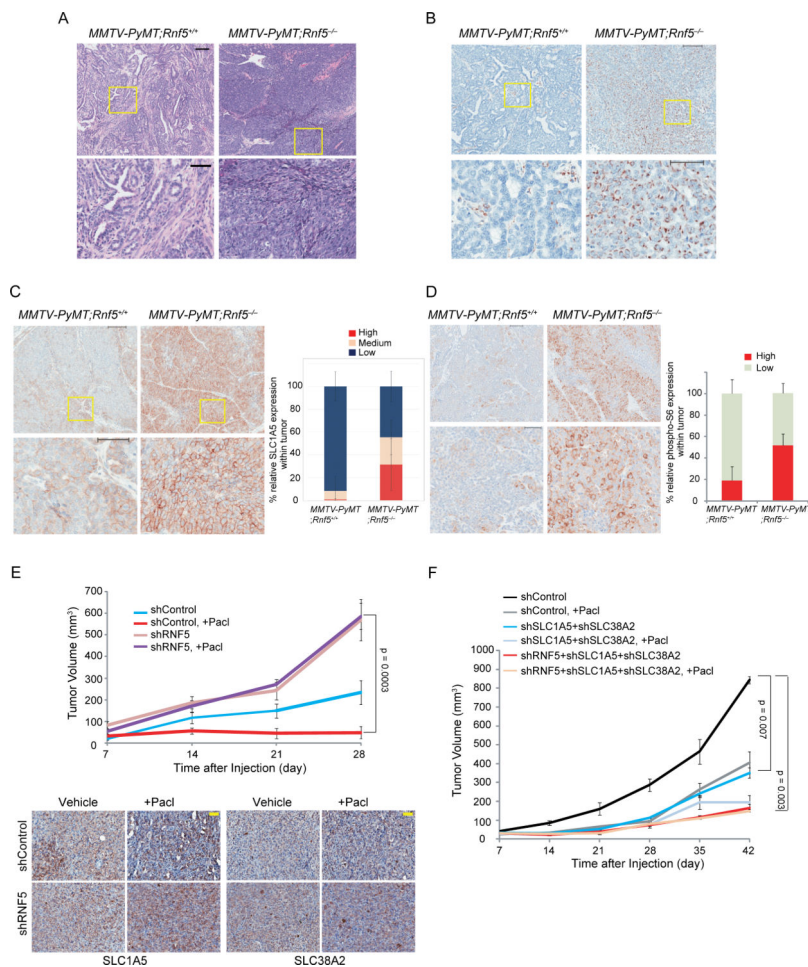 A
MMTV-PyMT;Rnf5+/+
MMTV-PyMT;Rnf5–/–
B
MMTV-PyMT;Rnf5+/+
MMTV-PyMT;Rnf5–/–
C
MMTV-PyMT;Rnf5+/+
MMTV-PyMT;Rnf5–/–
High
Medium
Low
% relative SLC1A5 expression
within tumor
100
80
60
40
20
0
MMTV-PyMT
;Rnf5+/+
MMTV-PyMT
;Rnf5–/–
D
MMTV-PyMT;Rnf5+/+
MMTV-PyMT;Rnf5–/–
High
Low
% relative phospho-S6 expression
within tumor
100
80
60
40
20
0
MMTV-PyMT
;Rnf5+/+
MMTV-PyMT
;Rnf5–/–
E
shControl
shControl, +Pacl
shRNF5
shRNF5, +Pacl
Tumor Volume (mm3)
700
600
500
400
300
200
100
0
7
14
21
28
Time after Injection (day)
p = 0.0003
Vehicle
+Pacl
Vehicle
+Pacl
shControl
shRNF5
SLC1A5
SLC38A2
F
shControl
shControl, +Pacl
shSLC1A5+shSLC38A2
shSLC1A5+shSLC38A2, +Pacl
shRNF5+shSLC1A5+shSLC38A2
shRNF5+shSLC1A5+shSLC38A2, +Pacl
Tumor Volume (mm3)
1000
900
800
700
600
500
400
300
200
100
0
7
14
21
28
35
42
Time after Injection (day)
p = 0.007
p = 0.003